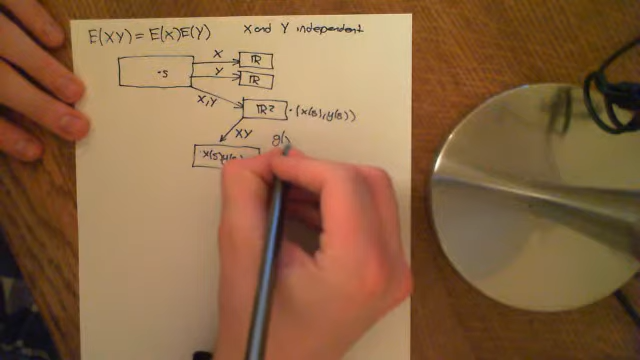 E(XY) = E(X)E(Y) X and Y independent
X ℝ
·s
Y ℝ
X,Y ℝ2 · (X(s),Y(s))
XY g(
X(s)Y(s)